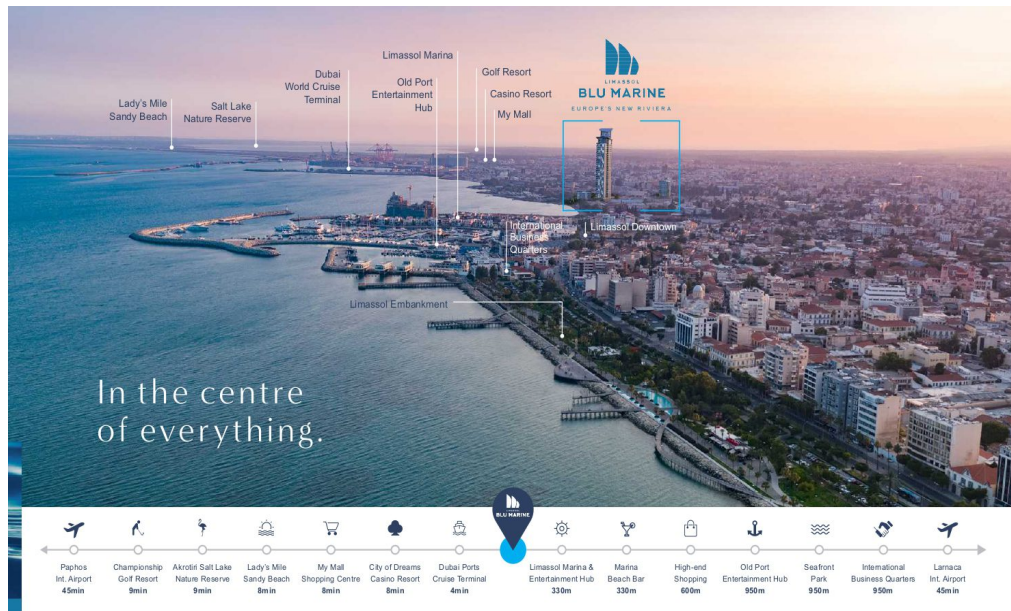 Limassol Marina
Dubai
World Cruise
Terminal
Old Port
Entertainment
Hub
Golf Resort
Casino Resort
My Mall
Lady's Mile
Sandy Beach
Salt Lake
Nature Reserve
LIMASSOL
BLU MARINE
EUROPE'S NEW RIVIERA
International
Business
Quarters
Limassol Downtown
Limassol Embankment
In the centre
of everything.
BLU MARINE
Paphos
Int. Airport
45min
Championship
Golf Resort
9min
Akrotiri Salt Lake
Nature Reserve
9min
Lady's Mile
Sandy Beach
8min
My Mall
Shopping Centre
8min
City of Dreams
Casino Resort
8min
Dubai Ports
Cruise Terminal
4min
Limassol Marina &
Entertainment Hub
330m
Marina
Beach Bar
330m
High-end
Shopping
600m
Old Port
Entertainment Hub
950m
Seafront
Park
950m
International
Business Quarters
950m
Larnaca
Int. Airport
45min